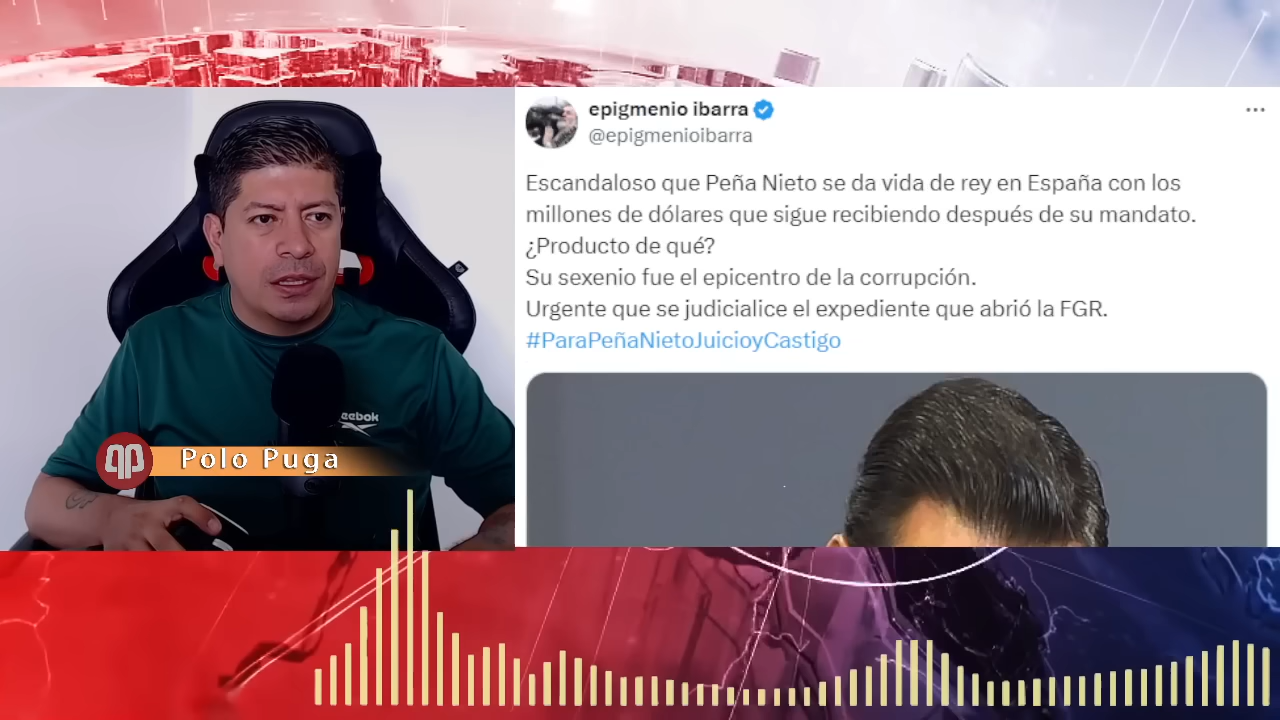 epigmenio ibarra
@epigmenioibarra
Escandaloso que Peña Nieto se da vida de rey en España con los
millones de dólares que sigue recibiendo después de su mandato.
¿Producto de qué?
Su sexenio fue el epicentro de la corrupción.
Urgente que se judicialice el expediente que abrió la FGR.
#ParaPeñaNietoJuicioyCastigo
eebok
Polo Puga